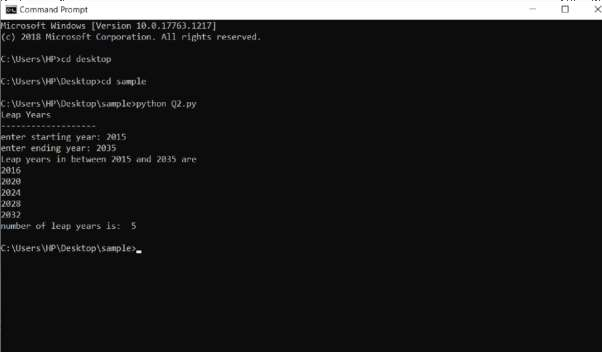 Command Prompt
Microsoft Windows [Version 10.0.17763.1217]
(c) 2018 Microsoft Corporation. All rights reserved.
C:\Users\HP>cd desktop
C:\Users\HP\Desktop>cd sample
C:\Users\HP\Desktop\sample>python Q2.py
Leap Years
-------------------
enter starting year: 2015
enter ending year: 2035
Leap years in between 2015 and 2035 are
2016
2020
2024
2028
2032
number of leap years is:  5
C:\Users\HP\Desktop\sample>